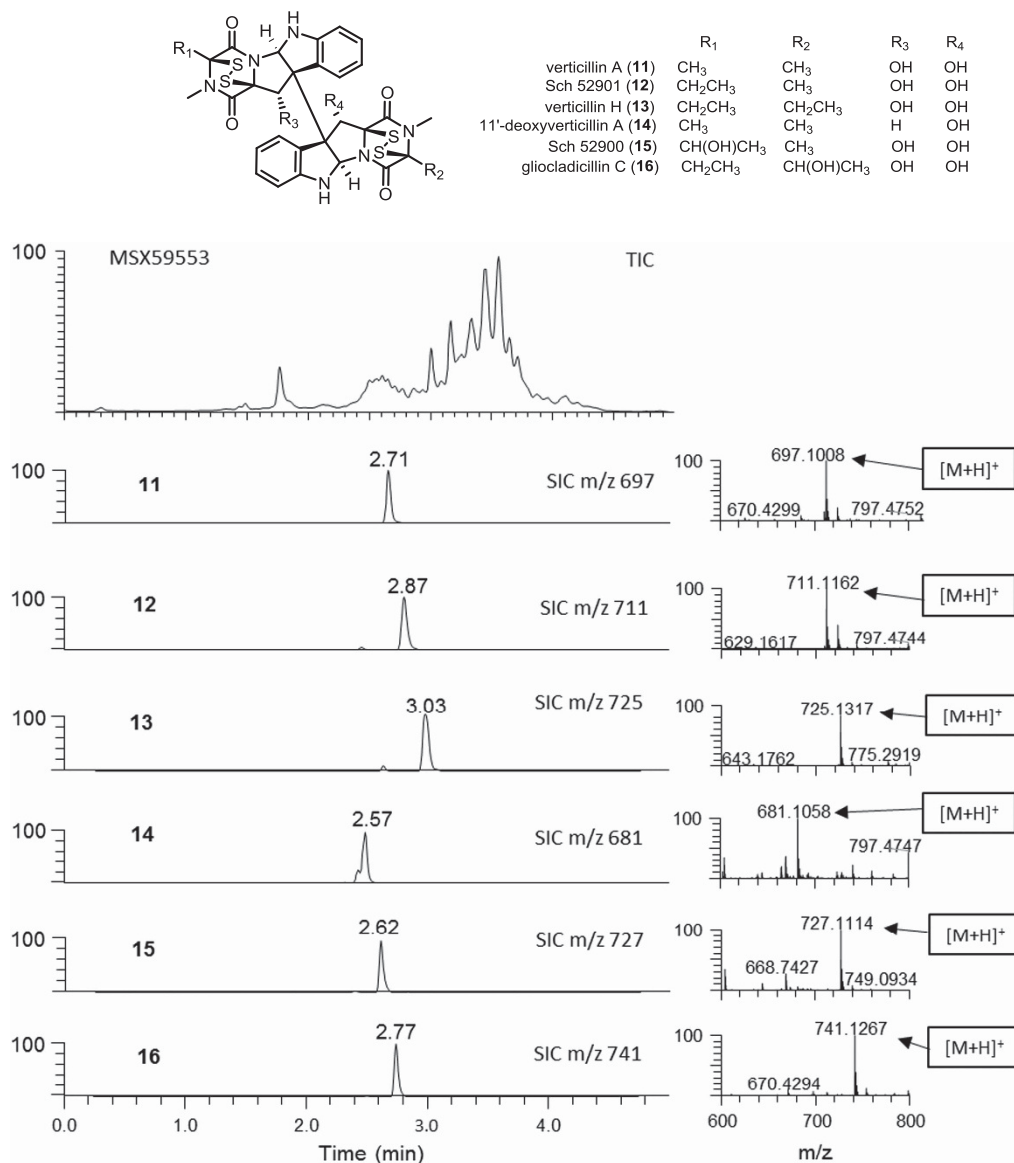 R1 R2 R3 R4
verticillin A (11) CH3 CH3 OH OH
Sch 52901 (12) CH2CH3 CH3 OH OH
verticillin H (13) CH2CH3 CH2CH3 OH OH
11'-deoxyverticillin A (14) CH3 CH3 H OH
Sch 52900 (15) CH(OH)CH3 CH3 OH OH
gliocladicillin C (16) CH2CH3 CH(OH)CH3 OH OH
O H N
R1 N H
S
S
N R4
O R3 O
N
S
N S
N H R2
H O
100 MSX59553 TIC
100 11 2.71 SIC m/z 697 100 697.1008 [M+H]+
670.4299 797.4752
100 12 2.87 SIC m/z 711 100 711.1162 [M+H]+
629.1617 797.4744
100 13 3.03 SIC m/z 725 100 725.1317 [M+H]+
643.1762 775.2919
100 14 2.57 SIC m/z 681 100 681.1058 [M+H]+
797.4747
100 15 2.62 SIC m/z 727 100 727.1114 [M+H]+
668.7427 749.0934
100 16 2.77 SIC m/z 741 100 741.1267 [M+H]+
670.4294
0.0 1.0 2.0 3.0 4.0 600 700 800
Time (min) m/z